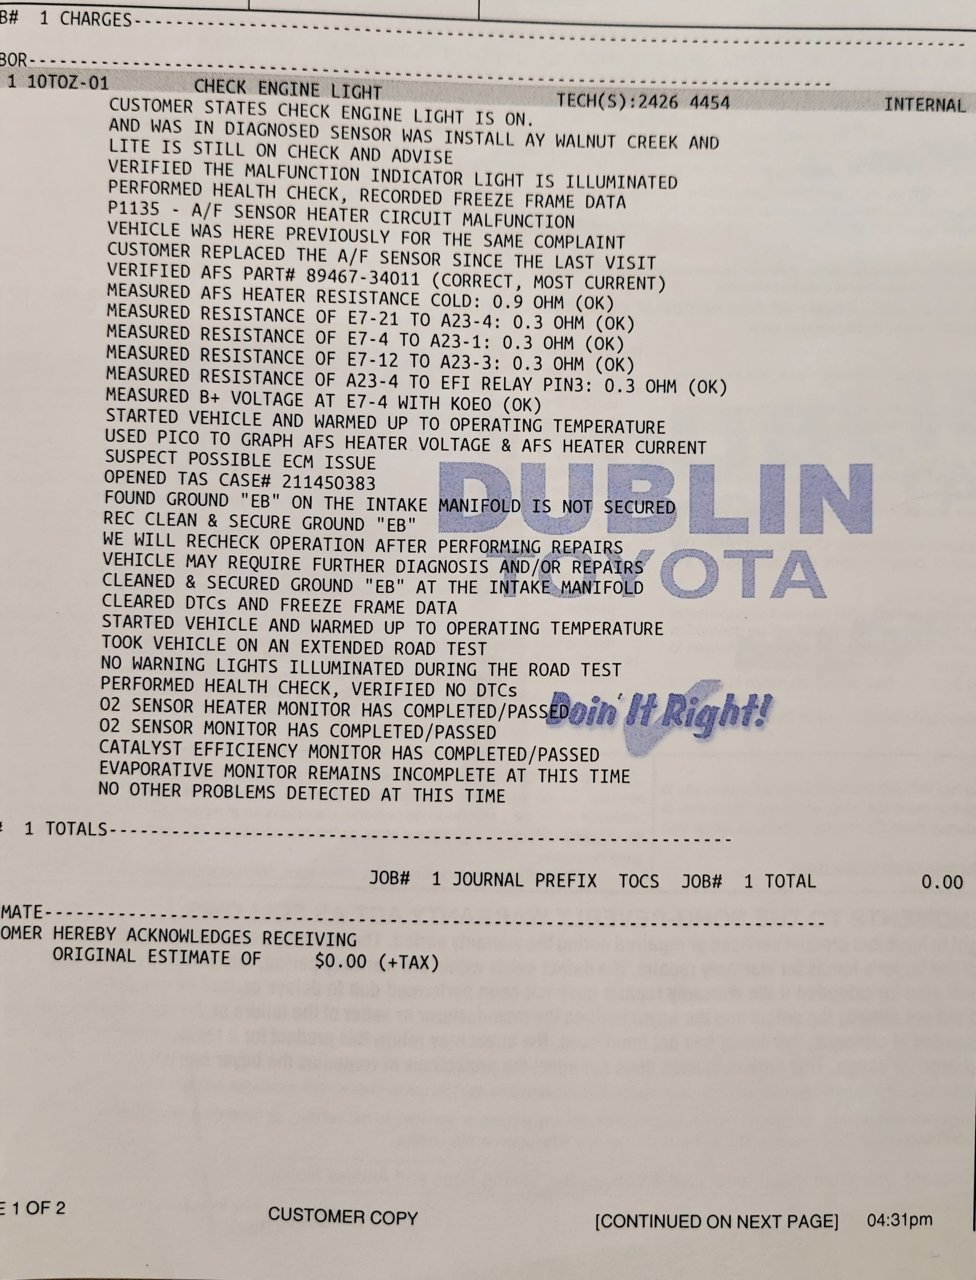 B# 1 CHARGES
BOR
1 10TOZ-01 CHECK ENGINE LIGHT TECH(S):2426 4454 INTERNAL
CUSTOMER STATES CHECK ENGINE LIGHT IS ON.
AND WAS IN DIAGNOSED SENSOR WAS INSTALL AY WALNUT CREEK AND
LITE IS STILL ON CHECK AND ADVISE
VERIFIED THE MALFUNCTION INDICATOR LIGHT IS ILLUMINATED
PERFORMED HEALTH CHECK, RECORDED FREEZE FRAME DATA
P1135 - A/F SENSOR HEATER CIRCUIT MALFUNCTION
VEHICLE WAS HERE PREVIOUSLY FOR THE SAME COMPLAINT
CUSTOMER REPLACED THE A/F SENSOR SINCE THE LAST VISIT
VERIFIED AFS PART# 89467-34011 (CORRECT, MOST CURRENT)
MEASURED AFS HEATER RESISTANCE COLD: 0.9 OHM (OK)
MEASURED RESISTANCE OF E7-21 TO A23-4: 0.3 OHM (OK)
MEASURED RESISTANCE OF E7-4 TO A23-1: 0.3 OHM (OK)
MEASURED RESISTANCE OF E7-12 TO A23-3: 0.3 OHM (OK)
MEASURED RESISTANCE OF A23-4 TO EFI RELAY PIN3: 0.3 OHM (OK)
MEASURED B+ VOLTAGE AT E7-4 WITH KOEO (OK)
STARTED VEHICLE AND WARMED UP TO OPERATING TEMPERATURE
USED PICO TO GRAPH AFS HEATER VOLTAGE & AFS HEATER CURRENT
SUSPECT POSSIBLE ECM ISSUE
OPENED TAS CASE# 211450383
FOUND GROUND "EB" ON THE INTAKE MANIFOLD IS NOT SECURED
REC CLEAN & SECURE GROUND "EB"
WE WILL RECHECK OPERATION AFTER PERFORMING REPAIRS
VEHICLE MAY REQUIRE FURTHER DIAGNOSIS AND/OR REPAIRS
CLEANED & SECURED GROUND "EB" AT THE INTAKE MANIFOLD
CLEARED DTCs AND FREEZE FRAME DATA
STARTED VEHICLE AND WARMED UP TO OPERATING TEMPERATURE
TOOK VEHICLE ON AN EXTENDED ROAD TEST
NO WARNING LIGHTS ILLUMINATED DURING THE ROAD TEST
PERFORMED HEALTH CHECK, VERIFIED NO DTCs
O2 SENSOR HEATER MONITOR HAS COMPLETED/PASSED
O2 SENSOR MONITOR HAS COMPLETED/PASSED
CATALYST EFFICIENCY MONITOR HAS COMPLETED/PASSED
EVAPORATIVE MONITOR REMAINS INCOMPLETE AT THIS TIME
NO OTHER PROBLEMS DETECTED AT THIS TIME
DUBLIN
TOYOTA
Doin' It Right!
# 1 TOTALS
JOB# 1 JOURNAL PREFIX TOCS JOB# 1 TOTAL 0.00
MATE
OMER HEREBY ACKNOWLEDGES RECEIVING
ORIGINAL ESTIMATE OF $0.00 (+TAX)
E 1 OF 2 CUSTOMER COPY [CONTINUED ON NEXT PAGE] 04:31pm